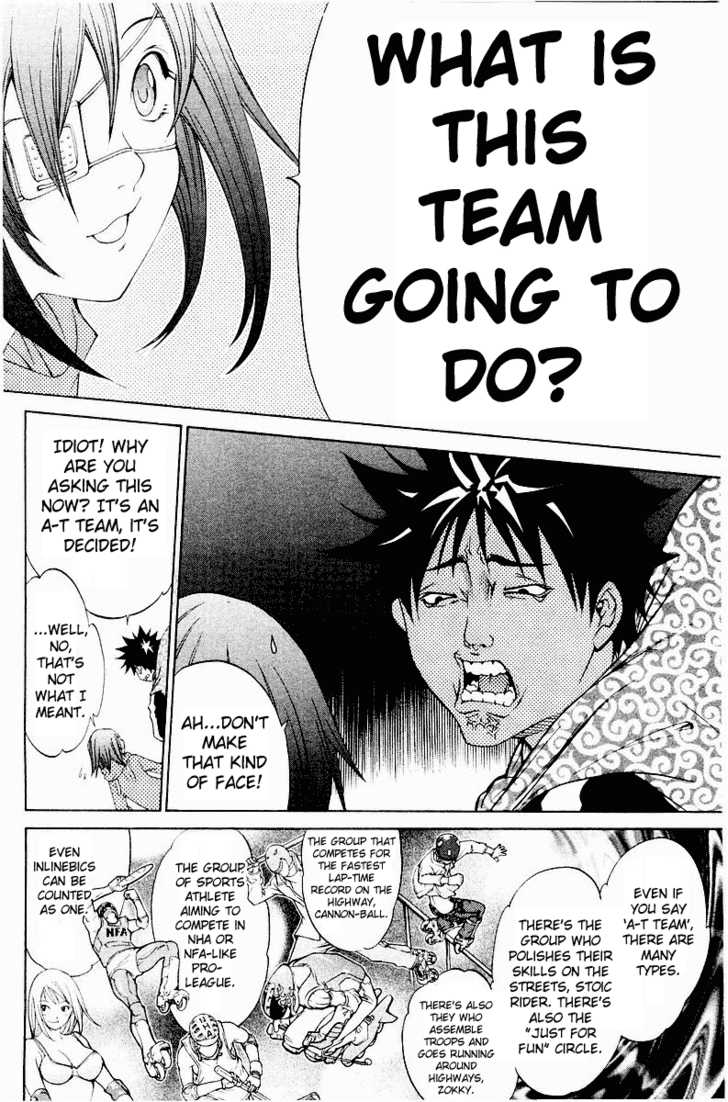 WHAT IS
THIS
TEAM
GOING TO
DO?
AH...DON'T
MAKE
THAT KIND
OF FACE!
IDIOT! WHY
ARE YOU
ASKING THIS
NOW? IT'S AN
A-T TEAM, IT'S
DECIDED!
...WELL,
NO,
THAT'S
NOT
WHAT I
MEANT.
EVEN IF
YOU SAY
'A-T TEAM',
THERE ARE
MANY
TYPES.
THERE'S THE
GROUP WHO
POLISHES THEIR
SKILLS ON THE
STREETS, STOIC
RIDER. THERE'S
ALSO THE
"JUST FOR
FUN" CIRCLE.
THE GROUP THAT
COMPETES FOR
THE FASTEST
LAP-TIME
RECORD ON THE
HIGHWAY,
CANNON-BALL.
THERE'S ALSO
THEY WHO
ASSEMBLE
TROOPS AND
GOES RUNNING
AROUND
HIGHWAYS,
ZOKKY.
THE GROUP
OF SPORTS
ATHLETE
AIMING TO
COMPETE IN
NHA OR
NFA-LIKE
PRO-
LEAGUE.
EVEN
INLINEBICS
CAN BE
COUNTED
AS ONE.
NFA